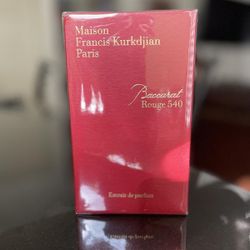 Maison
Francis Kurkdjian
Paris
Baccarat
Rouge 540
Extrait de parfum